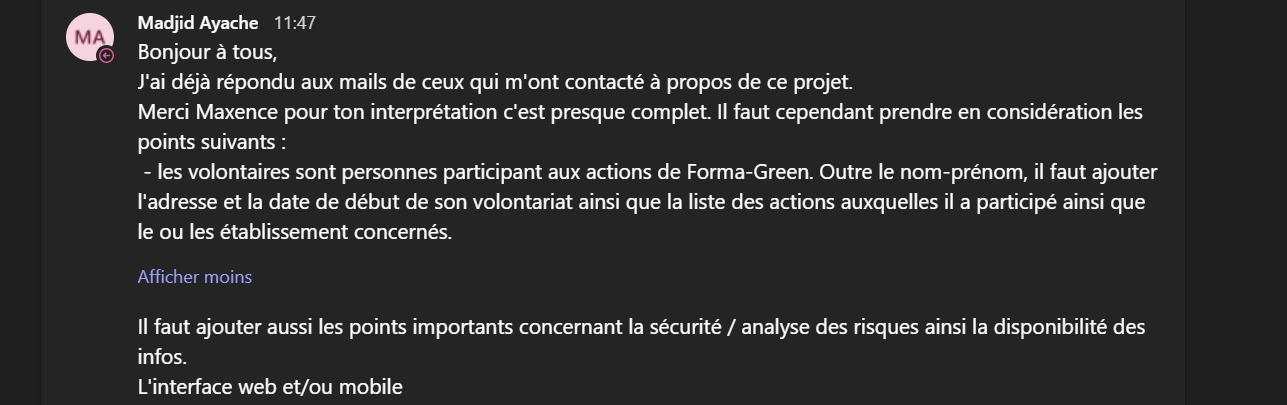 Madjid Ayache 11:47
MA
Bonjour à tous,
J'ai déjà répondu aux mails de ceux qui m'ont contacté à propos de ce projet.
Merci Maxence pour ton interprétation c'est presque complet. Il faut cependant prendre en considération les
points suivants :
- les volontaires sont personnes participant aux actions de Forma-Green. Outre le nom-prénom, il faut ajouter
l'adresse et la date de début de son volontariat ainsi que la liste des actions auxquelles il a participé ainsi que
le ou les établissement concernés.
Afficher moins
Il faut ajouter aussi les points importants concernant la sécurité / analyse des risques ainsi la disponibilité des
infos.
L'interface web et/ou mobile